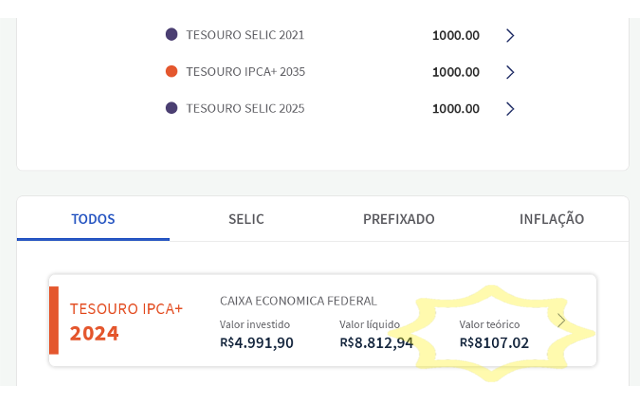 TESOURO SELIC 2021 1000.00
TESOURO IPCA+ 2035 1000.00
TESOURO SELIC 2025 1000.00
TODOS SELIC PREFIXADO INFLAÇÃO
TESOURO IPCA+
2024
CAIXA ECONOMICA FEDERAL
Valor investido Valor líquido Valor teórico
R$4.991,90 R$8.812,94 R$8107.02